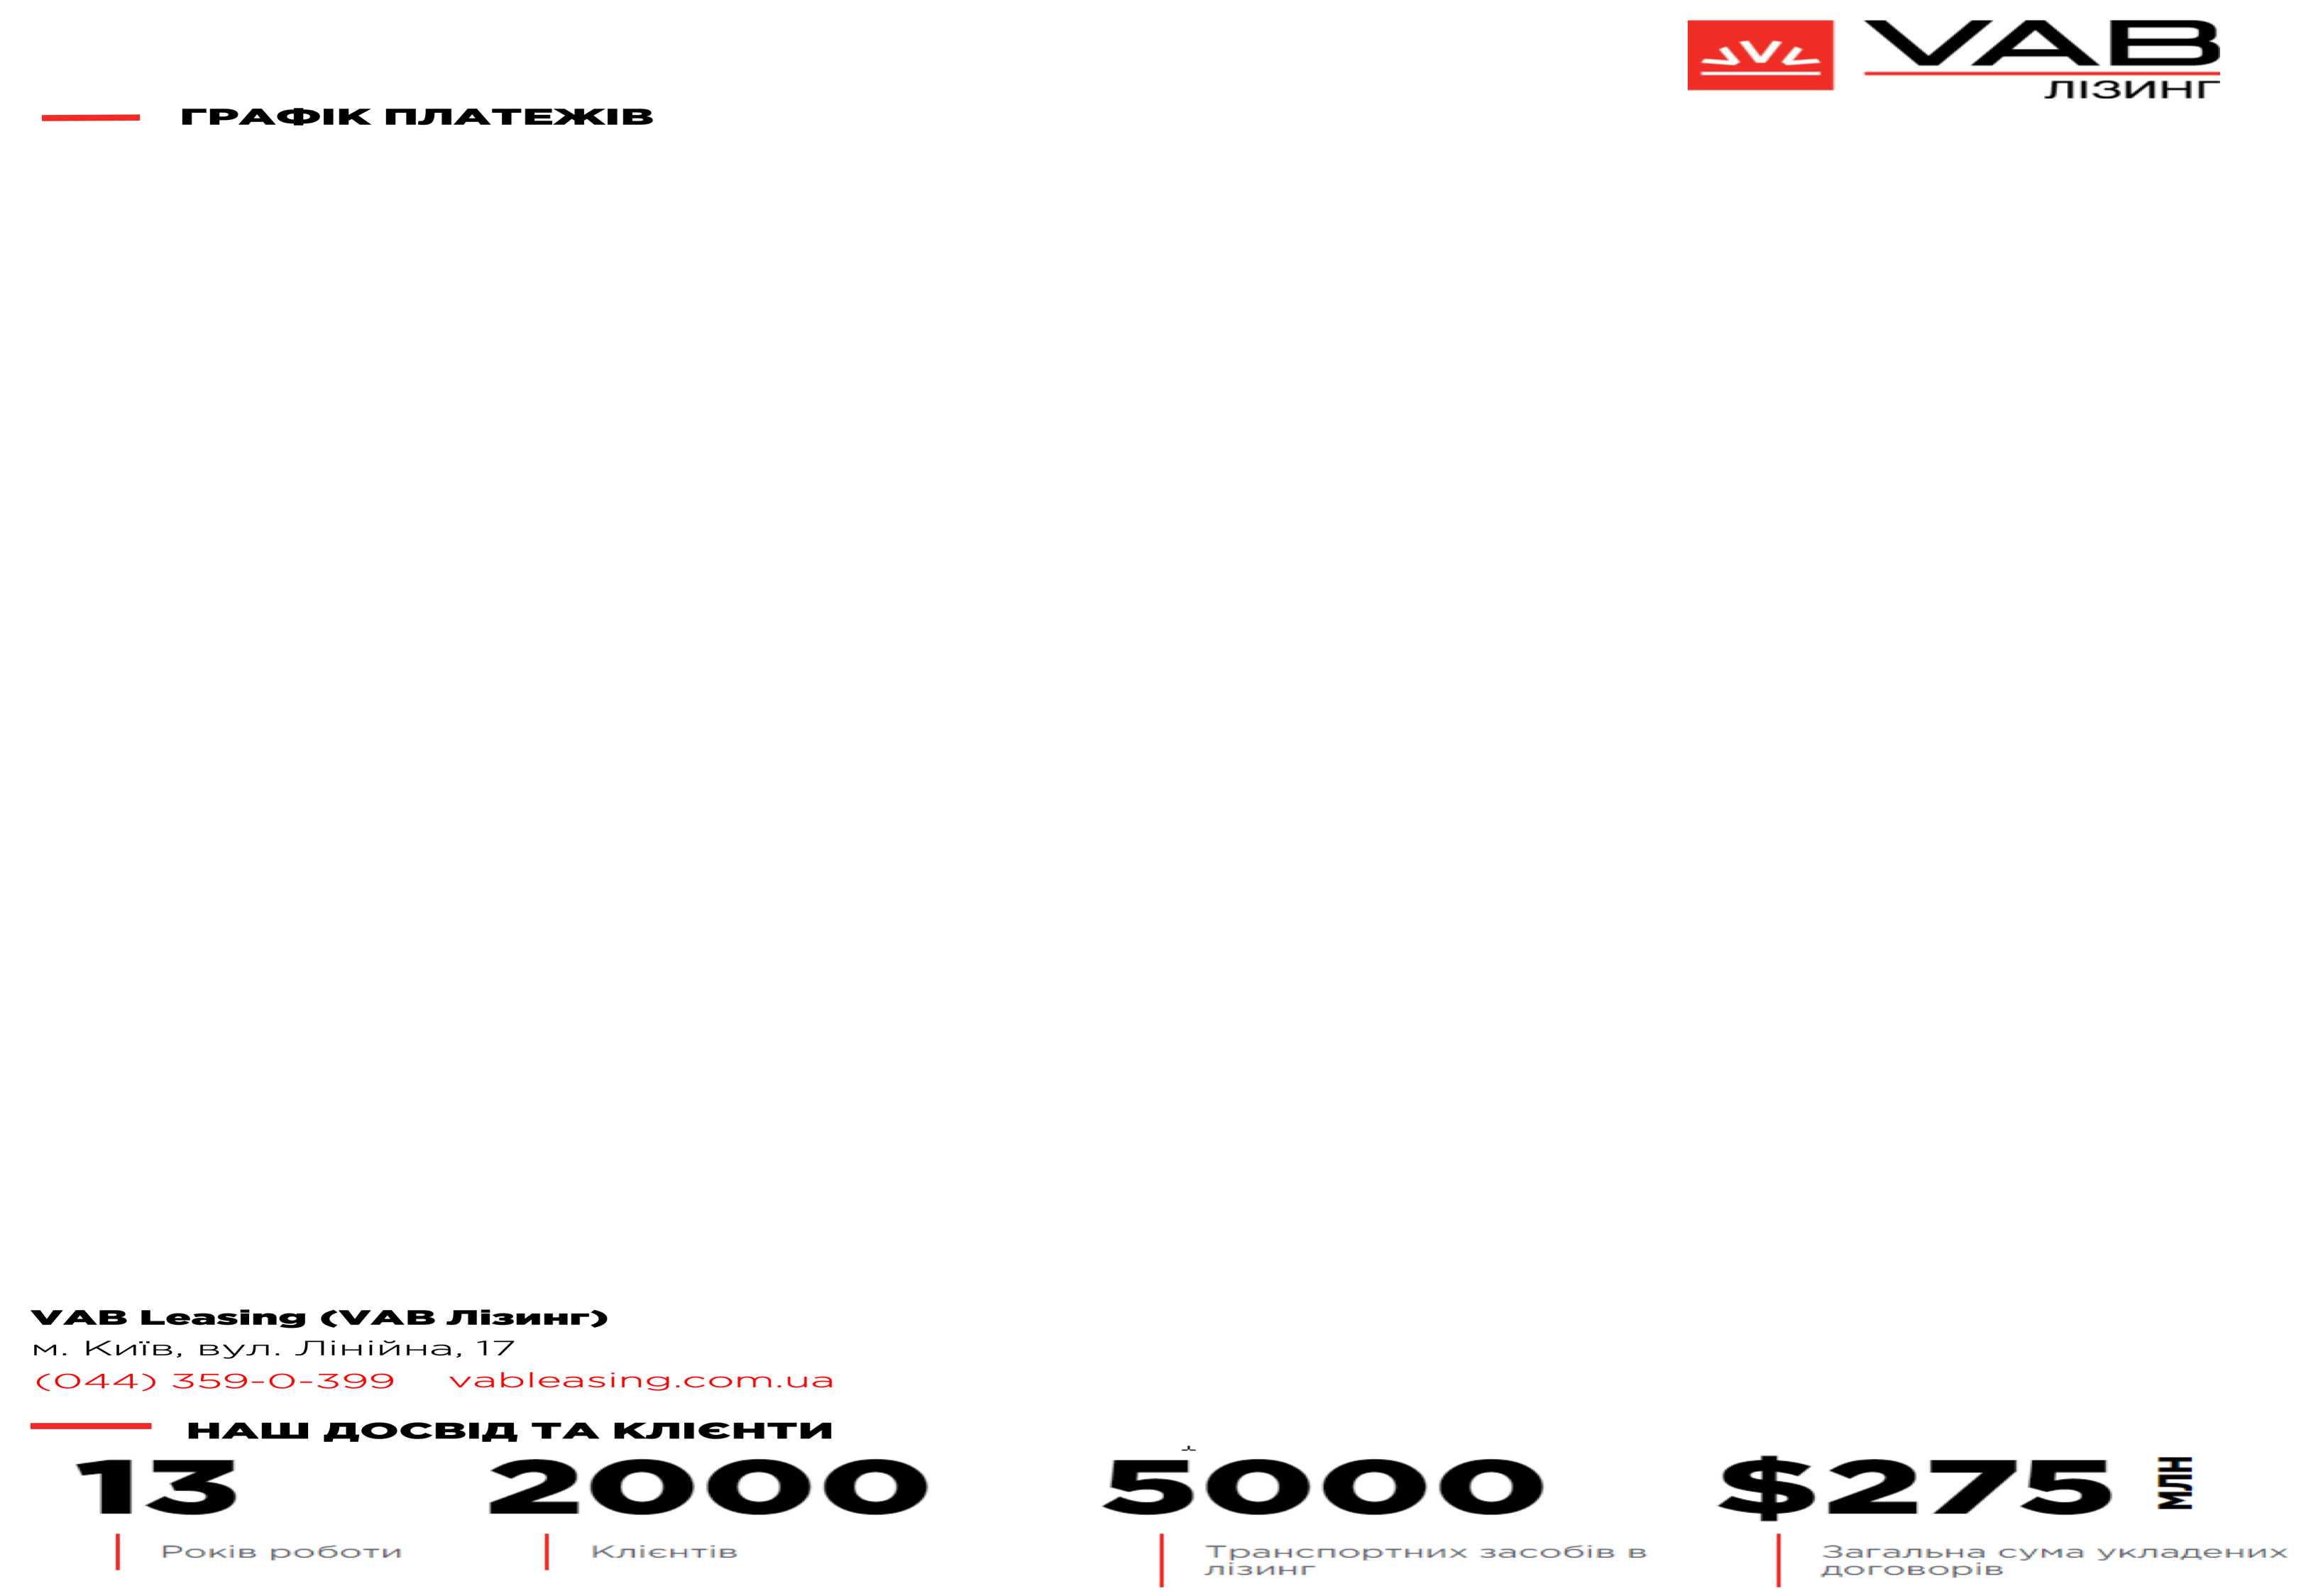 VAB
ЛІЗИНГ
ГРАФІК ПЛАТЕЖІВ
VAB Leasing (VAB Лізинг)
м. Київ, вул. Лінійна, 17
(044) 359-0-399 vableasing.com.ua
НАШ ДОСВІД ТА КЛІЄНТИ
13 2000 5000 $275 МЛН
Років роботи
Клієнтів
Транспортних засобів в
лізинг
Загальна сума укладених
договорів